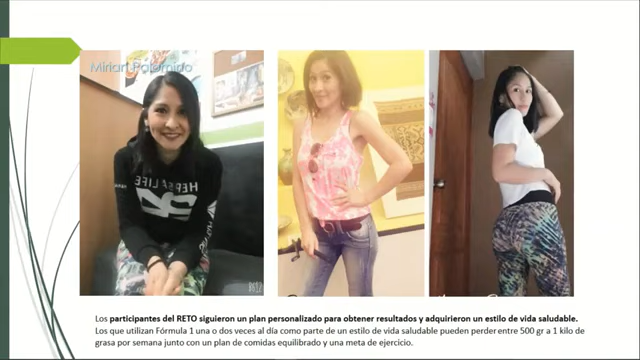 Miriam Palomino
HERBALIFE
24
Los participantes del RETO siguieron un plan personalizado para obtener resultados y adquirieron un estilo de vida saludable.
Los que utilizan Fórmula 1 una o dos veces al día como parte de un estilo de vida saludable pueden perder entre 500 gr a 1 kilo de
grasa por semana junto con un plan de comidas equilibrado y una meta de ejercicio.